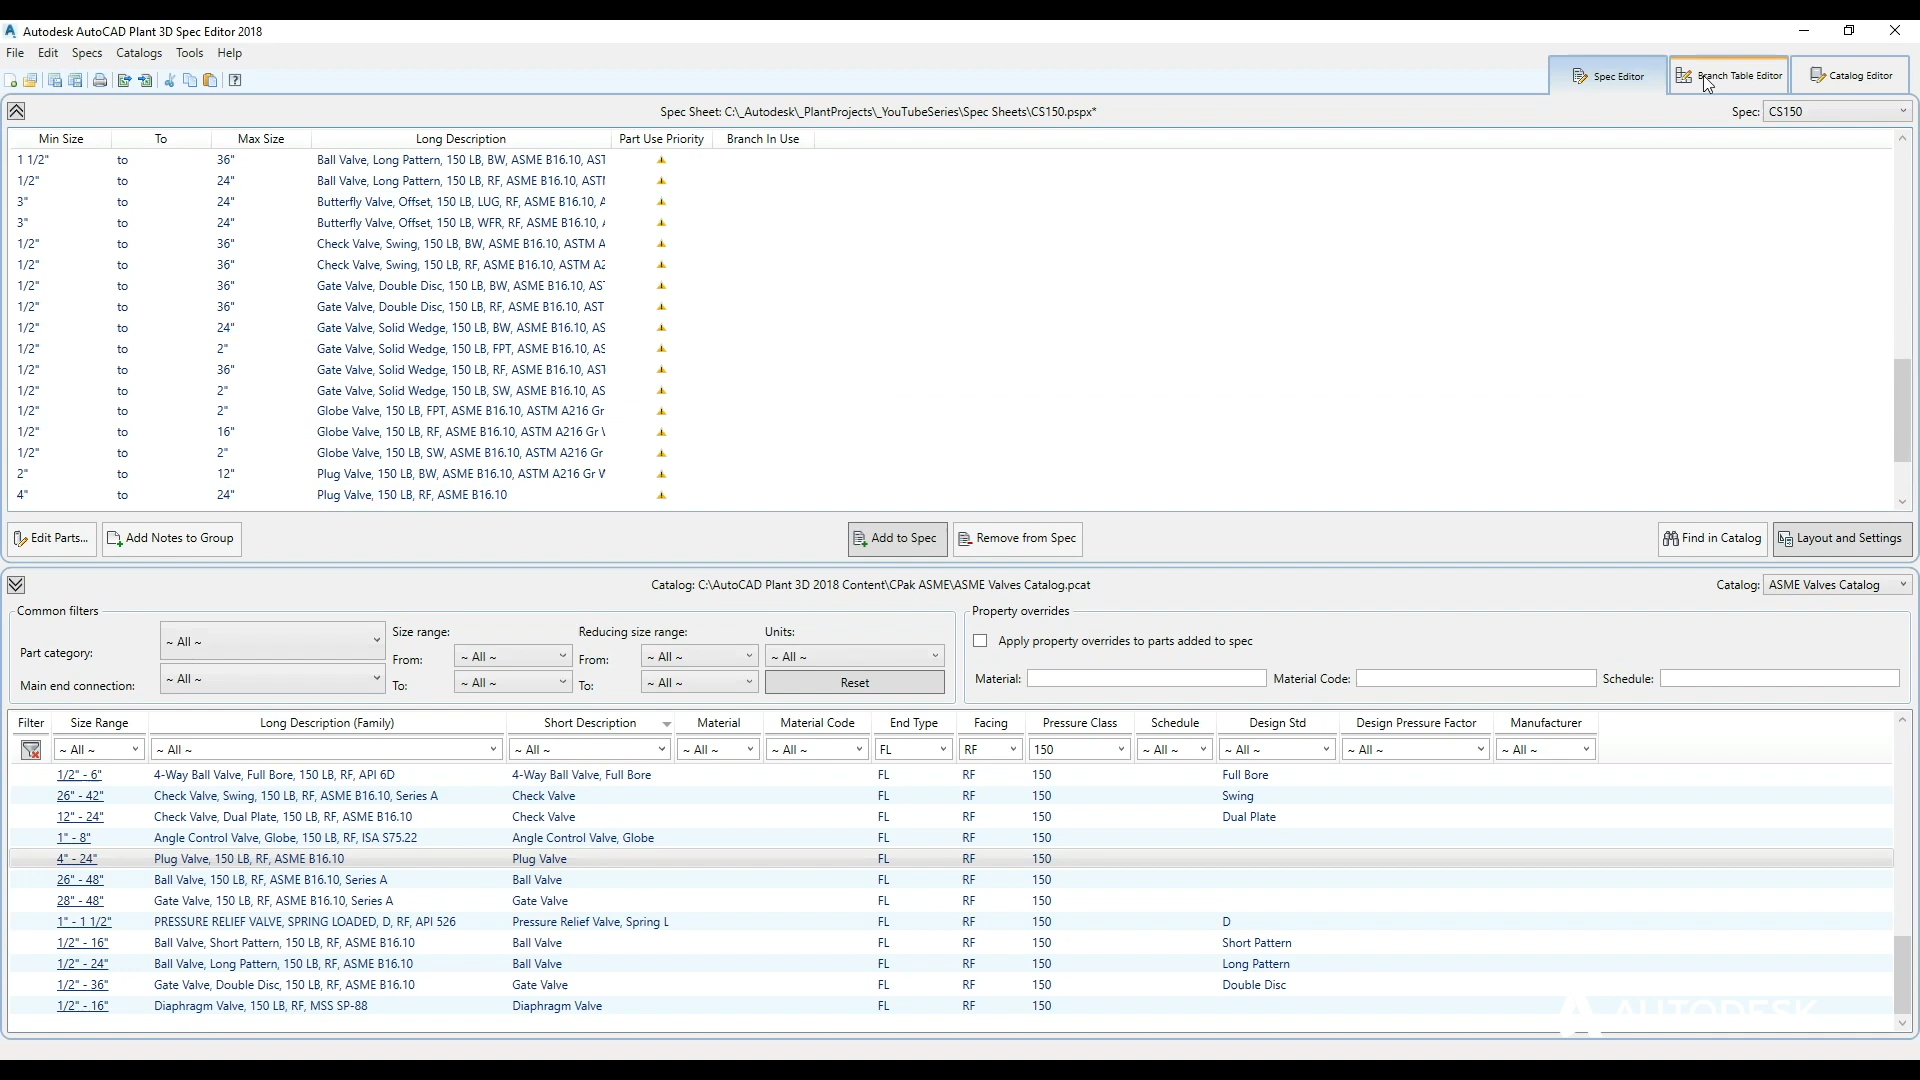 Autodesk AutoCAD Plant 3D Spec Editor 2018
File Edit Specs Catalogs Tools Help
Spec Editor Branch Table Editor Catalog Editor
Spec Sheet: C:\_Autodesk\_PlantProjects\_YouTubeSeries\Spec Sheets\CS150.pspx* Spec: CS150
Min Size To Max Size Long Description Part Use Priority Branch In Use
1 1/2" to 36" Ball Valve, Long Pattern, 150 LB, BW, ASME B16.10, AST
1/2" to 24" Ball Valve, Long Pattern, 150 LB, RF, ASME B16.10, AST
3" to 24" Butterfly Valve, Offset, 150 LB, LUG, RF, ASME B16.10, A
3" to 24" Butterfly Valve, Offset, 150 LB, WFR, RF, ASME B16.10,
1/2" to 36" Check Valve, Swing, 150 LB, BW, ASME B16.10, ASTM A
1/2" to 36" Check Valve, Swing, 150 LB, RF, ASME B16.10, ASTM A2
1/2" to 36" Gate Valve, Double Disc, 150 LB, BW, ASME B16.10, AS
1/2" to 36" Gate Valve, Double Disc, 150 LB, RF, ASME B16.10, AST
1/2" to 24" Gate Valve, Solid Wedge, 150 LB, BW, ASME B16.10, AS
1/2" to 2" Gate Valve, Solid Wedge, 150 LB, FPT, ASME B16.10, AS
1/2" to 36" Gate Valve, Solid Wedge, 150 LB, RF, ASME B16.10, AST
1/2" to 2" Gate Valve, Solid Wedge, 150 LB, SW, ASME B16.10, AS
1/2" to 2" Globe Valve, 150 LB, FPT, ASME B16.10, ASTM A216 Gr
1/2" to 16" Globe Valve, 150 LB, RF, ASME B16.10, ASTM A216 Gr
1/2" to 2" Globe Valve, 150 LB, SW, ASME B16.10, ASTM A216 Gr
2" to 12" Plug Valve, 150 LB, BW, ASME B16.10, ASTM A216 Gr
4" to 24" Plug Valve, 150 LB, RF, ASME B16.10
Edit Parts... Add Notes to Group Add to Spec Remove from Spec Find in Catalog Layout and Settings
Catalog: C:\AutoCAD Plant 3D 2018 Content\CPak ASME\ASME Valves Catalog.pcat Catalog: ASME Valves Catalog
Common filters Property overrides
Part category: ~ All ~ Size range: Reducing size range: Units: Apply property overrides to parts added to spec
From: ~ All ~ From: ~ All ~ ~ All ~
Main end connection: ~ All ~ To: ~ All ~ To: ~ All ~ Reset Material: Material Code: Schedule:
Filter Size Range Long Description (Family) Short Description Material Material Code End Type Facing Pressure Class Schedule Design Std Design Pressure Factor Manufacturer
~ All ~ ~ All ~ ~ All ~ ~ All ~ ~ All ~ FL RF 150 ~ All ~ ~ All ~ ~ All ~ ~ All ~
1/2" - 6" 4-Way Ball Valve, Full Bore, 150 LB, RF, API 6D 4-Way Ball Valve, Full Bore FL RF 150 Full Bore
26" - 42" Check Valve, Swing, 150 LB, RF, ASME B16.10, Series A Check Valve FL RF 150 Swing
12" - 24" Check Valve, Dual Plate, 150 LB, RF, ASME B16.10 Check Valve FL RF 150 Dual Plate
1" - 8" Angle Control Valve, Globe, 150 LB, RF, ISA S75.22 Angle Control Valve, Globe FL RF 150
4" - 24" Plug Valve, 150 LB, RF, ASME B16.10 Plug Valve FL RF 150
26" - 48" Ball Valve, 150 LB, RF, ASME B16.10, Series A Ball Valve FL RF 150
28" - 48" Gate Valve, 150 LB, RF, ASME B16.10, Series A Gate Valve FL RF 150
1" - 1 1/2" PRESSURE RELIEF VALVE, SPRING LOADED, D, RF, API 526 Pressure Relief Valve, Spring L FL RF 150 D
1/2" - 16" Ball Valve, Short Pattern, 150 LB, RF, ASME B16.10 Ball Valve FL RF 150 Short Pattern
1/2" - 24" Ball Valve, Long Pattern, 150 LB, RF, ASME B16.10 Ball Valve FL RF 150 Long Pattern
1/2" - 36" Gate Valve, Double Disc, 150 LB, RF, ASME B16.10 Gate Valve FL RF 150 Double Disc
1/2" - 16" Diaphragm Valve, 150 LB, RF, MSS SP-88 Diaphragm Valve FL RF 150
AUTODESK